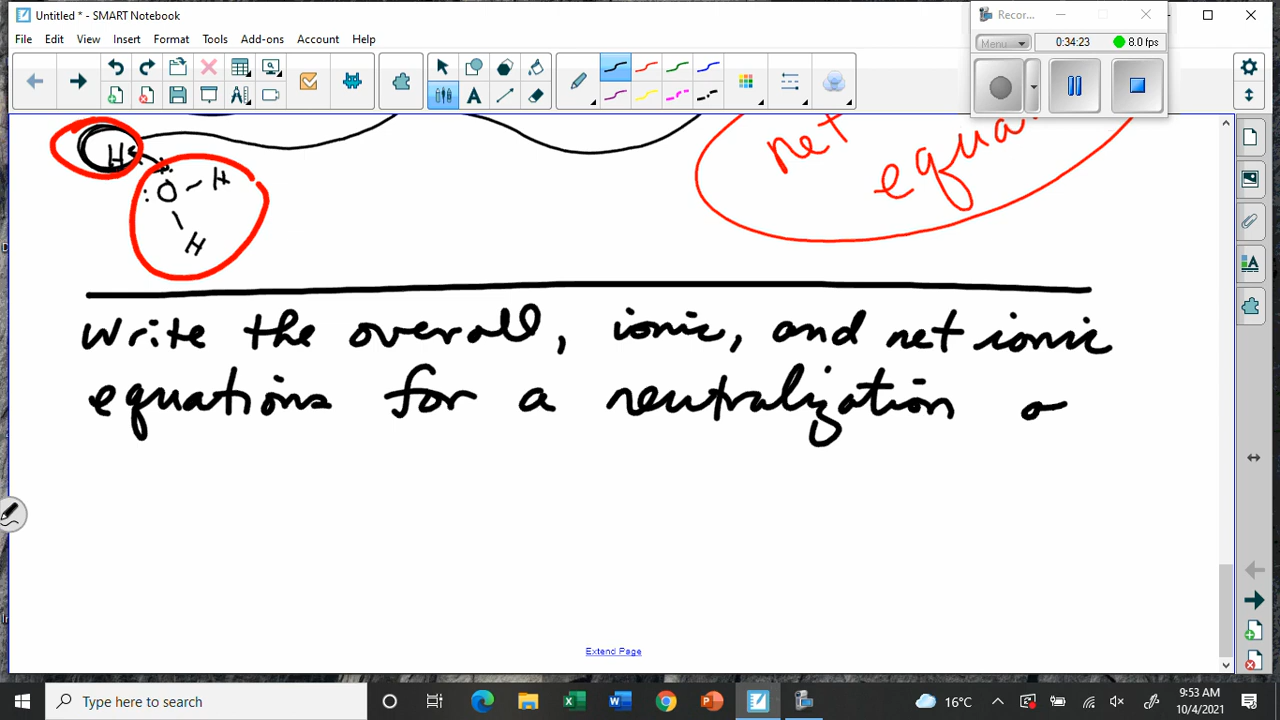 Untitled * - SMART Notebook
Recor...
File Edit View Insert Format Tools Add-ons Account Help
Menu
0:34:23
8.0 fps
net
equa
H
O H
H
Write the overall, ionic, and net ionic
equations for a neutralization o
Extend Page
Type here to search
16°C
9:53 AM
10/4/2021